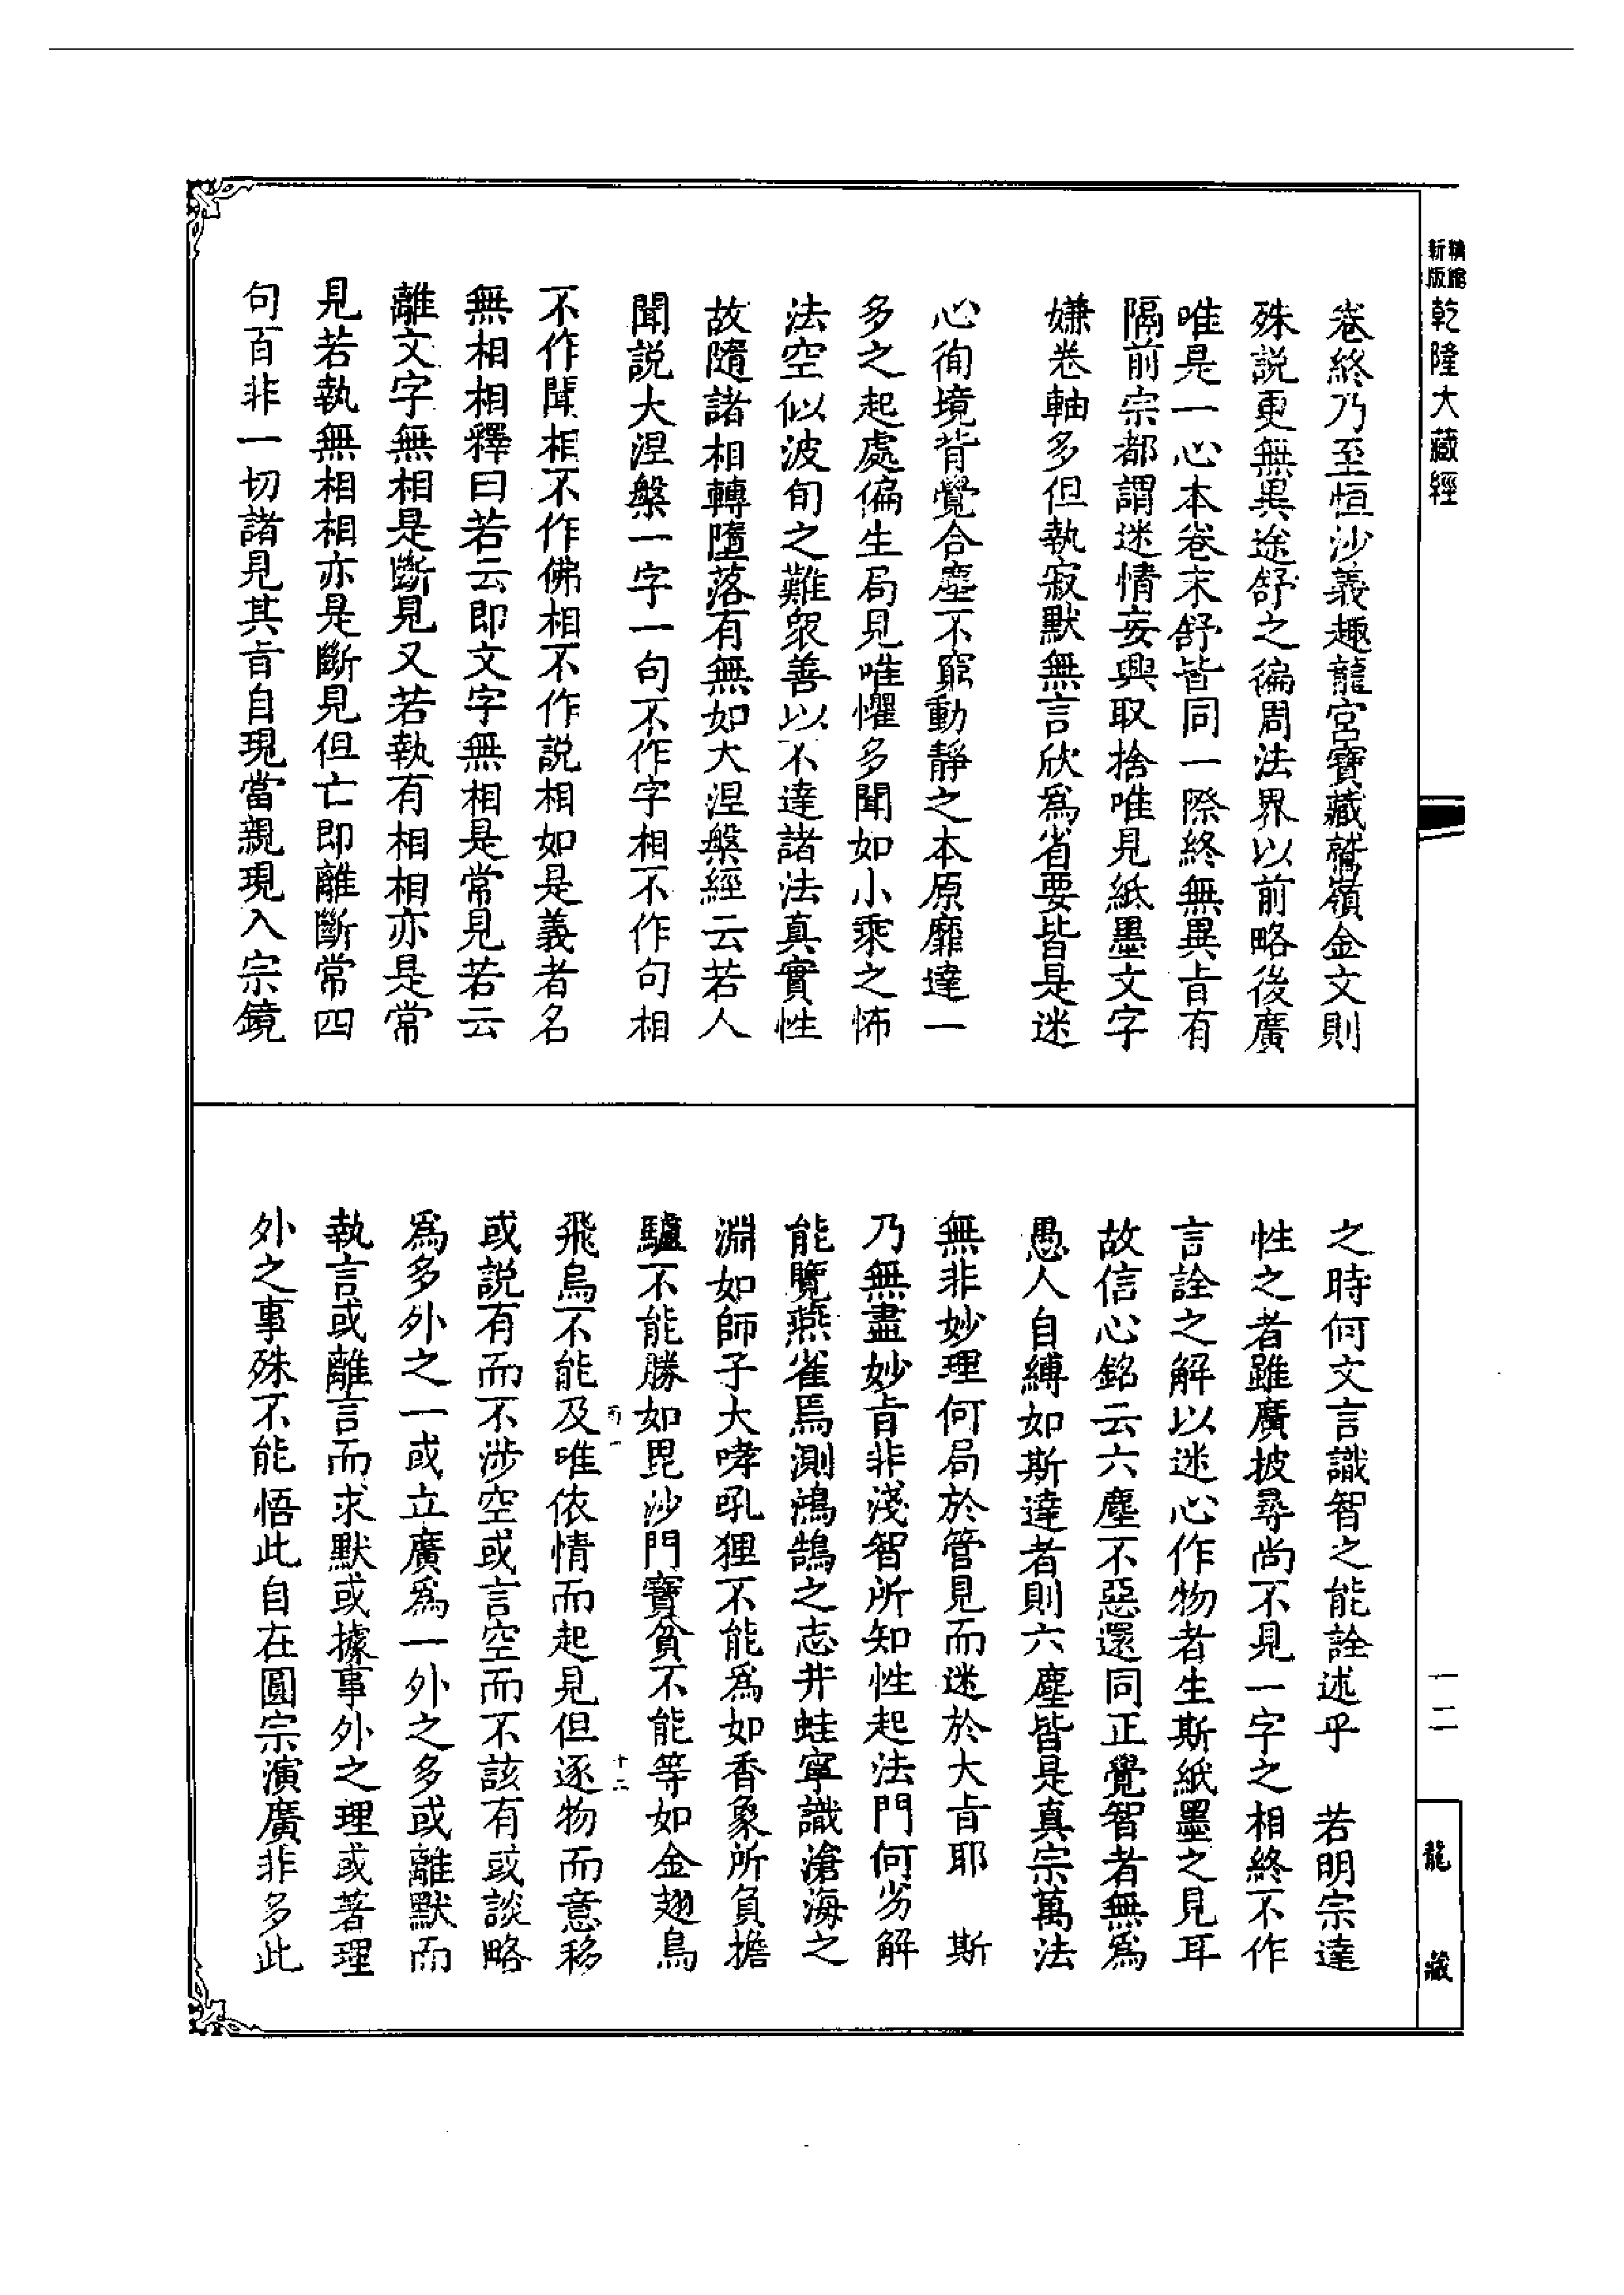 新版
乾隆大藏經
卷終乃至恒沙義趣龍宮寶藏鷲嶺金文則
殊説更無異途舒之徧周法界以前略後廣
唯是一心本卷末舒皆同一際終無異㫖有
隔前宗都謂迷情妄興取捨唯見紙墨文字
嫌卷軸多但執寂默無言欣爲省要皆是迷
心徇境背覺合塵不窮動靜之本原靡達一
多之起處偏生局見唯懼多聞如小乘之怖
法空似波旬之難衆善以不達諸法真實性
故隨諸相轉墮落有無如大涅槃經云若人
聞説大涅槃一字一句不作字相不作句相
不作聞相不作佛相不作説相如是義者名
無相相釋曰若云即文字無相是常見若云
離文字無相是斷見又若執有相相亦是常
見若執無相相亦是斷見但亡即離斷常四
句百非一切諸見其㫖自現當親現入宗鏡
之時何文言識智之能詮述乎　若明宗達
性之者雖廣披尋尚不見一字之相終不作
言詮之解以迷心作物者生斯紙墨之見耳
故信心銘云六塵不惡還同正覺智者無爲
愚人自縛如斯達者則六塵皆是真宗萬法
無非妙理何局於管見而迷於大㫖耶　斯
乃無盡妙㫖非淺智所知性起法門何劣解
能覽燕雀焉測鴻鵠之志井蛙寧識滄海之
淵如師子大哮吼狸不能爲如香象所負擔
驢不能勝如毘沙門寶貧不能等如金翅鳥
飛烏不能及唯依情而起見但逐物而意移
或説有而不涉空或言空而不該有或談略
爲多外之一或立廣爲一外之多或離默而
執言或離言而求默或據事外之理或著理
外之事殊不能悟此自在圓宗演廣非多此
十二
一二
龍藏